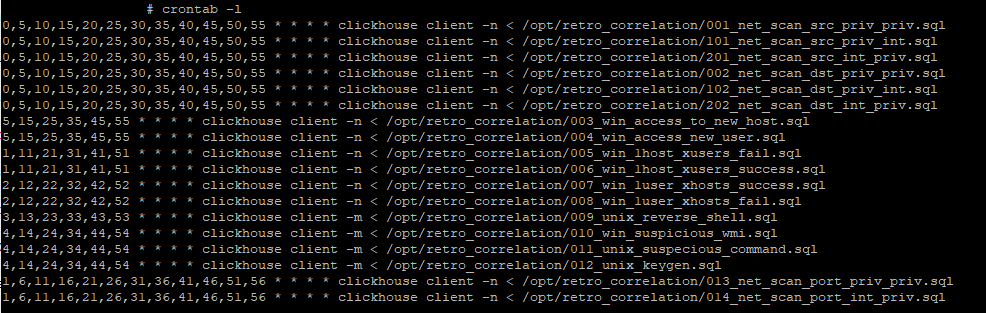 # crontab -l
0,5,10,15,20,25,30,35,40,45,50,55 * * * * clickhouse client -n < /opt/retro_correlation/001_net_scan_src_priv_priv.sql
0,5,10,15,20,25,30,35,40,45,50,55 * * * * clickhouse client -n < /opt/retro_correlation/101_net_scan_src_priv_int.sql
0,5,10,15,20,25,30,35,40,45,50,55 * * * * clickhouse client -n < /opt/retro_correlation/201_net_scan_src_int_priv.sql
0,5,10,15,20,25,30,35,40,45,50,55 * * * * clickhouse client -n < /opt/retro_correlation/002_net_scan_dst_priv_priv.sql
0,5,10,15,20,25,30,35,40,45,50,55 * * * * clickhouse client -n < /opt/retro_correlation/102_net_scan_dst_priv_int.sql
0,5,10,15,20,25,30,35,40,45,50,55 * * * * clickhouse client -n < /opt/retro_correlation/202_net_scan_dst_int_priv.sql
5,15,25,35,45,55 * * * * clickhouse client -n < /opt/retro_correlation/003_win_access_to_new_host.sql
5,15,25,35,45,55 * * * * clickhouse client -n < /opt/retro_correlation/004_win_access_new_user.sql
1,11,21,31,41,51 * * * * clickhouse client -n < /opt/retro_correlation/005_win_1host_xusers_fail.sql
1,11,21,31,41,51 * * * * clickhouse client -n < /opt/retro_correlation/006_win_1host_xusers_success.sql
2,12,22,32,42,52 * * * * clickhouse client -n < /opt/retro_correlation/007_win_1user_xhosts_success.sql
2,12,22,32,42,52 * * * * clickhouse client -n < /opt/retro_correlation/008_win_1user_xhosts_fail.sql
3,13,23,33,43,53 * * * * clickhouse client -m < /opt/retro_correlation/009_unix_reverse_shell.sql
4,14,24,34,44,54 * * * * clickhouse client -m < /opt/retro_correlation/010_win_suspicious_wmi.sql
4,14,24,34,44,54 * * * * clickhouse client -m < /opt/retro_correlation/011_unix_suspecious_command.sql
4,14,24,34,44,54 * * * * clickhouse client -m < /opt/retro_correlation/012_unix_keygen.sql
1,6,11,16,21,26,31,36,41,46,51,56 * * * * clickhouse client -n < /opt/retro_correlation/013_net_scan_port_priv_priv.sql
1,6,11,16,21,26,31,36,41,46,51,56 * * * * clickhouse client -n < /opt/retro_correlation/014_net_scan_port_int_priv.sql